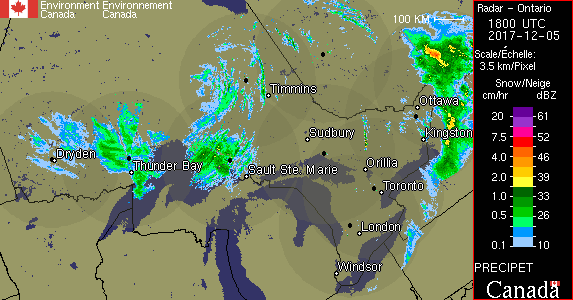 Environment Environnement
Canada Canada
100 KM
Radar - Ontario
1800 UTC
2017-12-05
Scale/Échelle:
3.5 km/Pixel
Snow/Neige
cm/hr dBZ
20 61
7.5 52
4.0 46
2.0 39
1.0 33
0.5 26
0.1 10
PRECIPET
Canada
Timmins
Ottawa
Sudbury
Kingston
Dryden
Thunder Bay
Sault Ste. Marie
Orillia
Toronto
London
Windsor